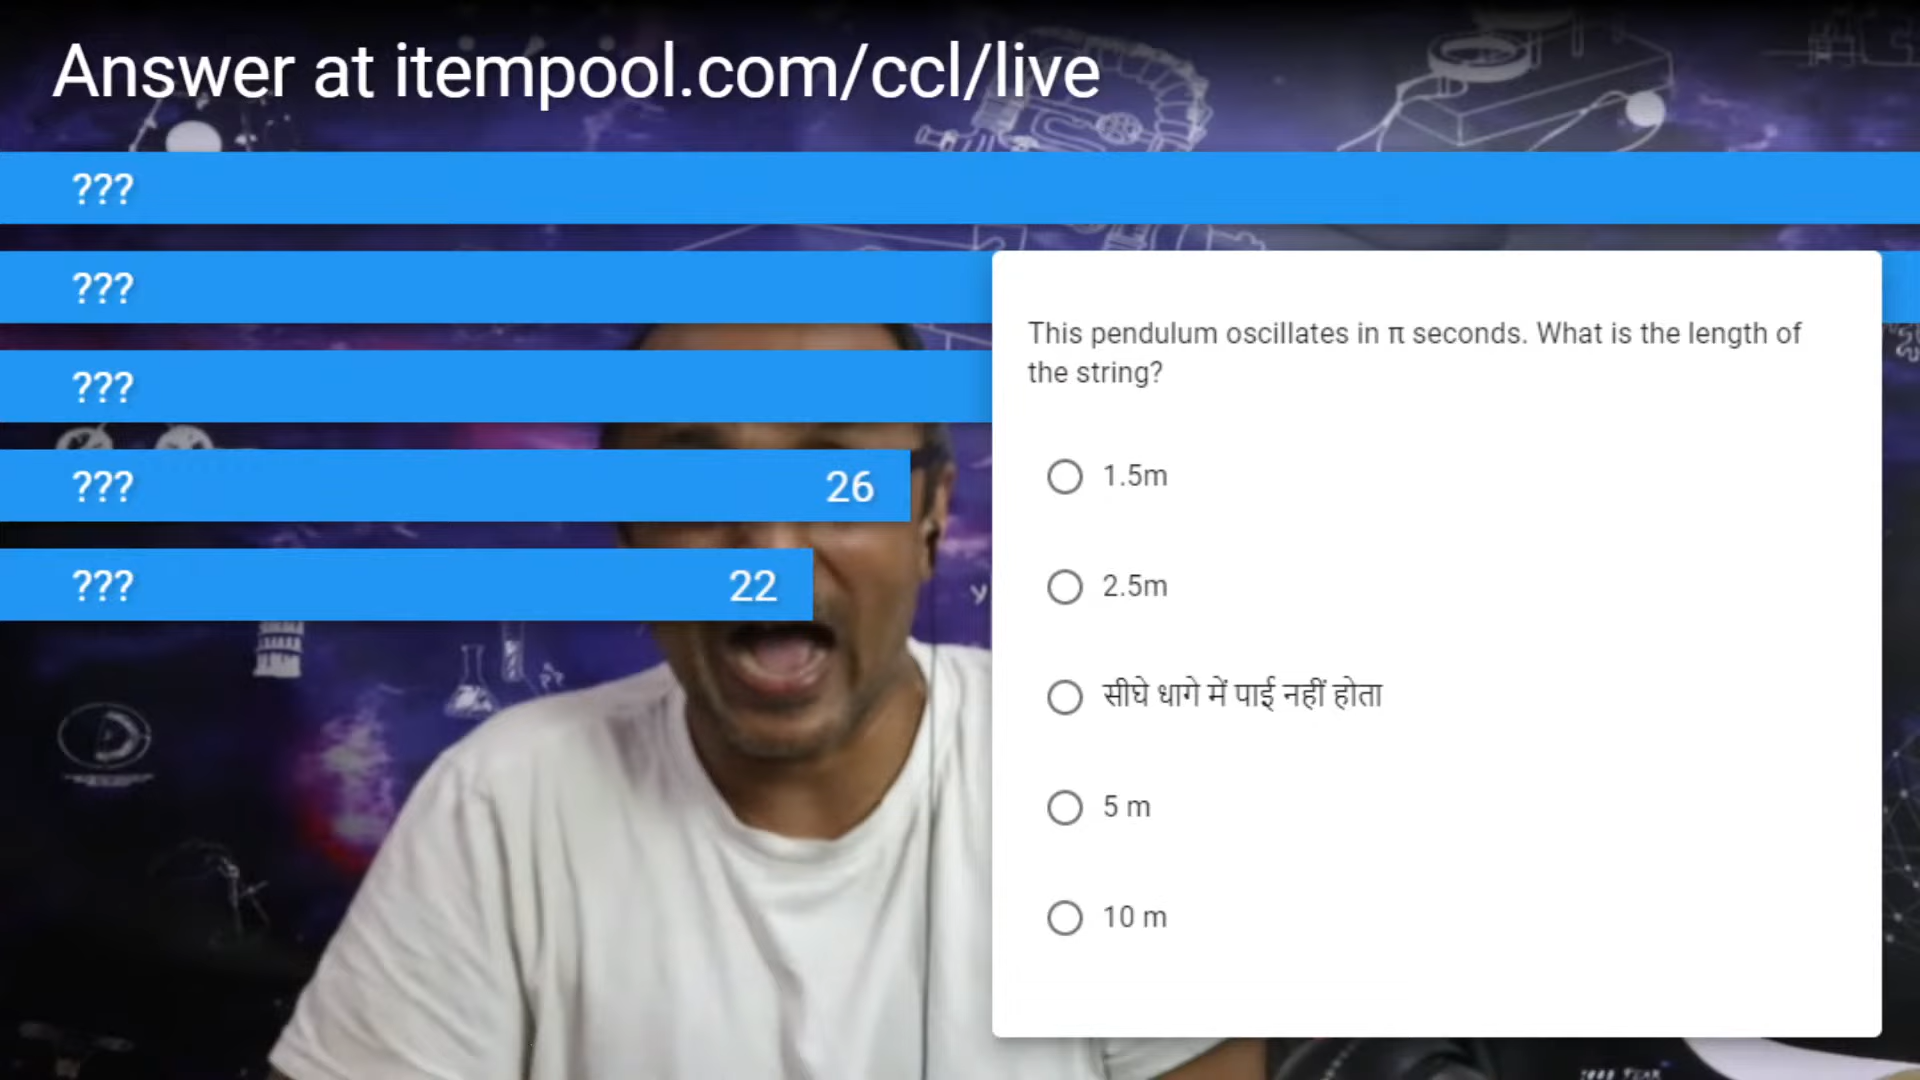 Answer at itempool.com/ccl/live
???
???
???
???
26
???
22
This pendulum oscillates in π seconds. What is the length of
the string?
1.5m
2.5m
सीघे धागे में पाई नहीं होता
5 m
10 m